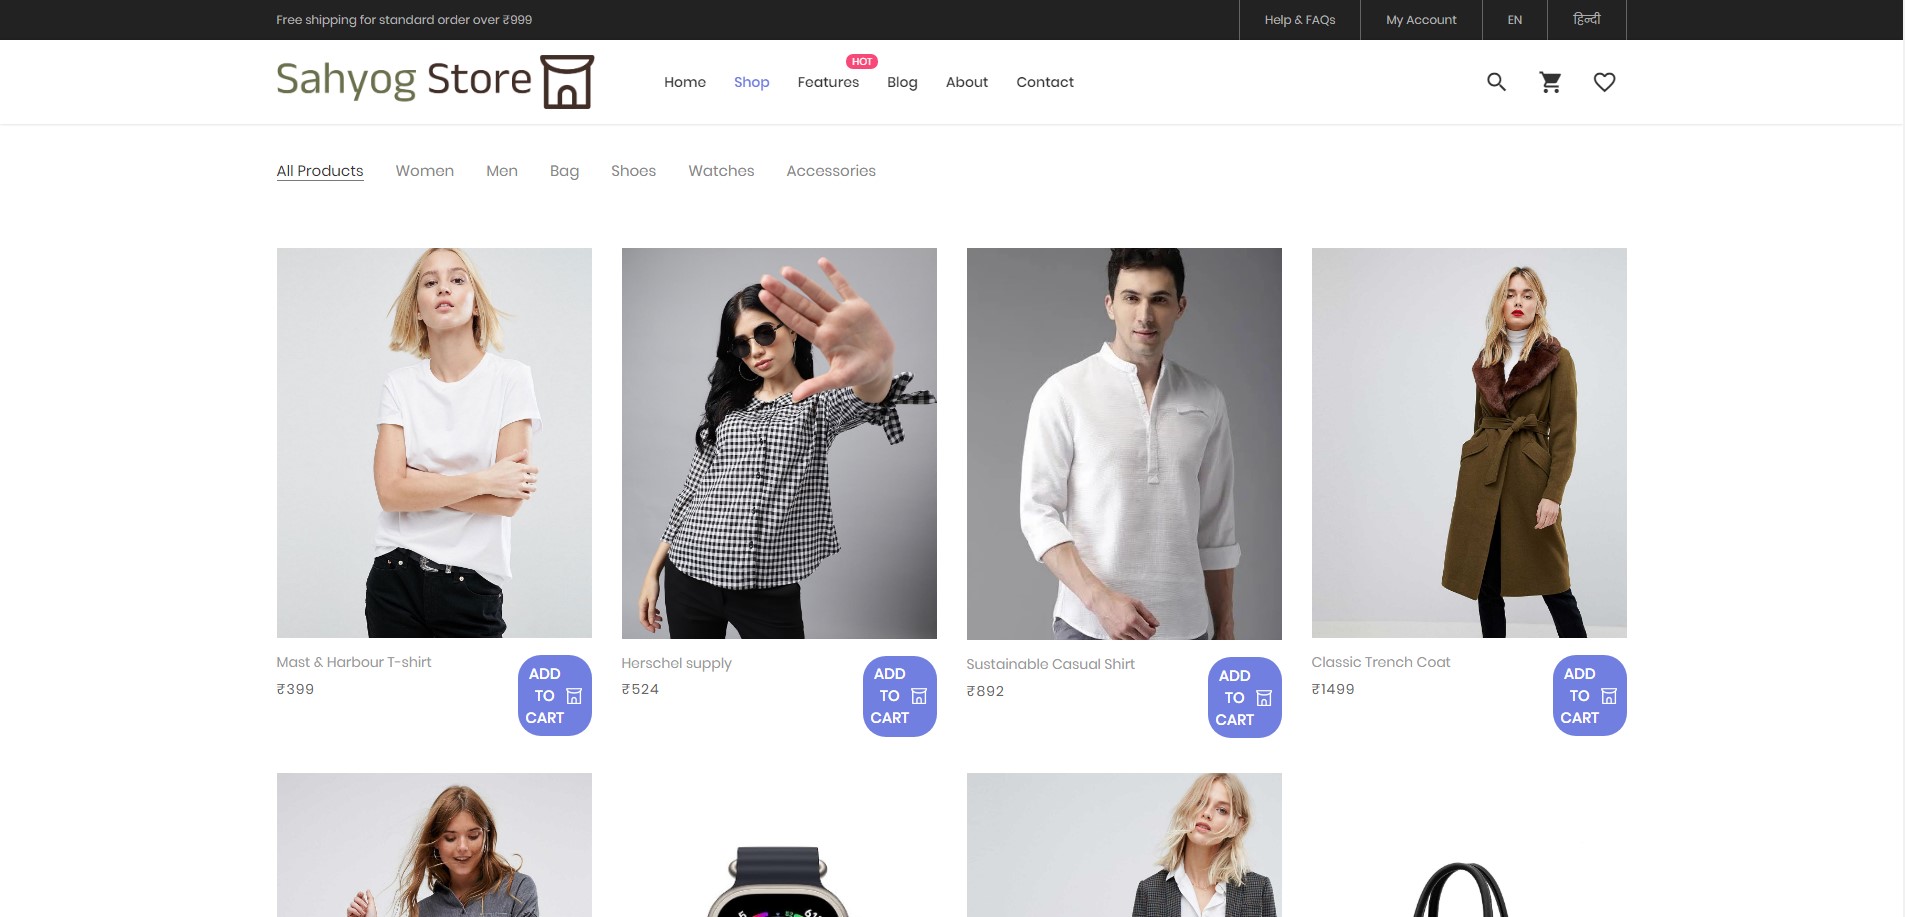 Free shipping for standard order over ₹999
Help & FAQs
My Account
EN
हिन्दी
Sahyog Store
Home
Shop
Features
HOT
Blog
About
Contact
All Products
Women
Men
Bag
Shoes
Watches
Accessories
Mast & Harbour T-shirt
₹399
ADD
TO
CART
Herschel supply
₹524
ADD
TO
CART
Sustainable Casual Shirt
₹892
ADD
TO
CART
Classic Trench Coat
₹1499
ADD
TO
CART